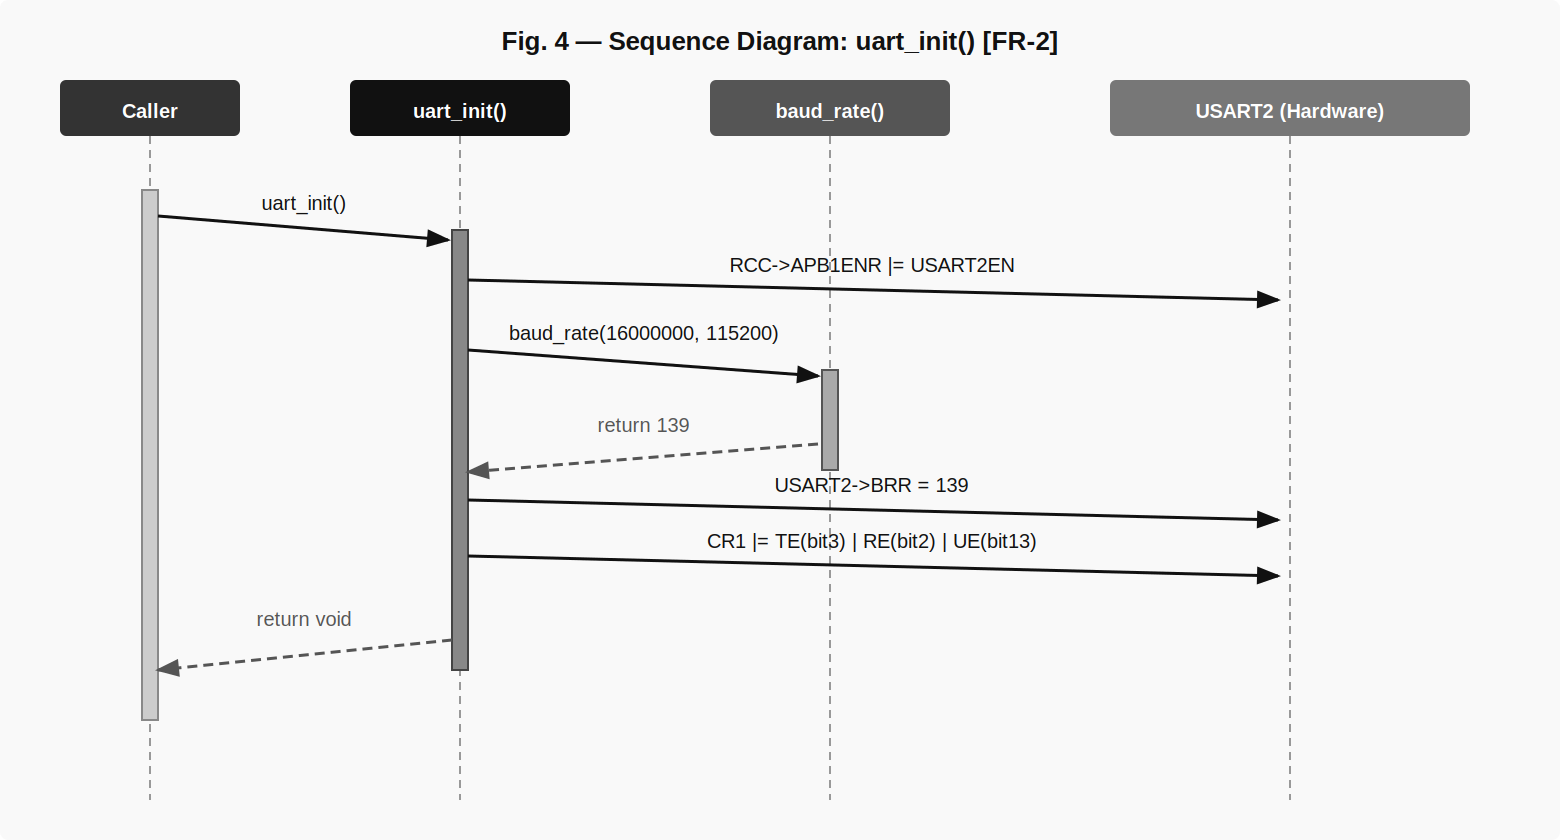 Fig. 4 — Sequence Diagram: uart_init() [FR-2]
Caller
uart_init()
baud_rate()
USART2 (Hardware)
uart_init()
RCC->APB1ENR |= USART2EN
baud_rate(16000000, 115200)
return 139
USART2->BRR = 139
CR1 |= TE(bit3) | RE(bit2) | UE(bit13)
return void